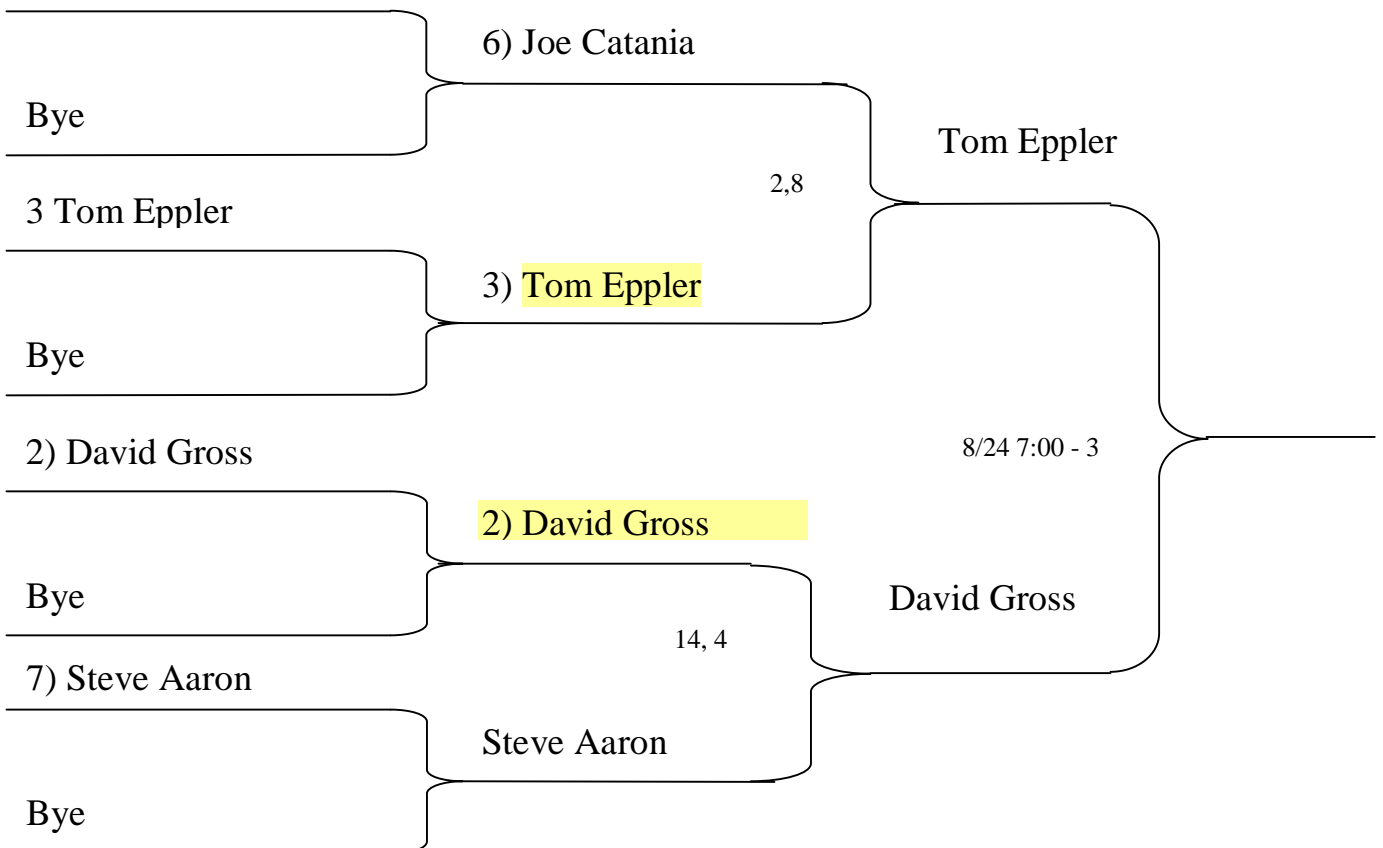 6) Joe Catania
Bye
Tom Eppler
2,8
3 Tom Eppler
3) Tom Eppler
Bye
2) David Gross
8/24 7:00 - 3
2) David Gross
Bye
David Gross
14, 4
7) Steve Aaron
Steve Aaron
Bye